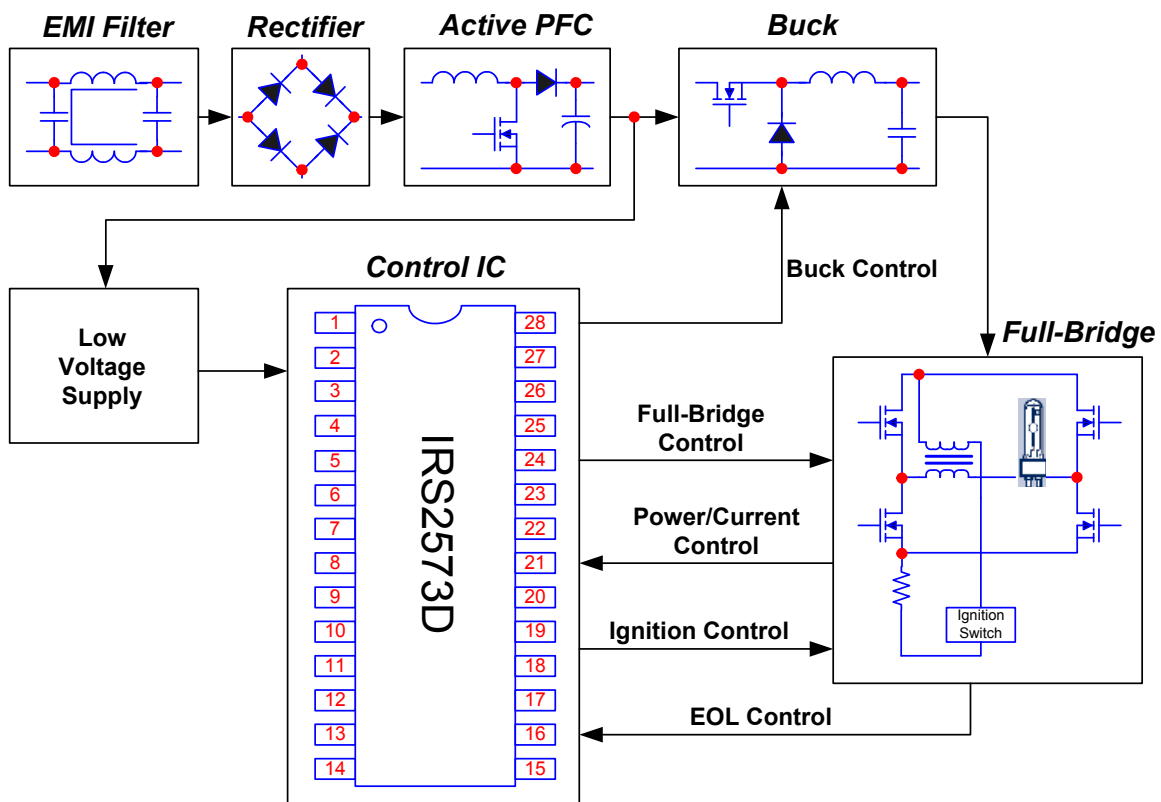 EMI Filter
Rectifier
Active PFC
Buck
Control IC
Buck Control
Low
Voltage
Supply
Full-Bridge
1
2
3
4
5
6
7
8
9
10
11
12
13
14
IRS2573D
28
27
26
25
24
23
22
21
20
19
18
17
16
15
Full-Bridge
Control
Power/Current
Control
Ignition Control
EOL Control
Ignition
Switch